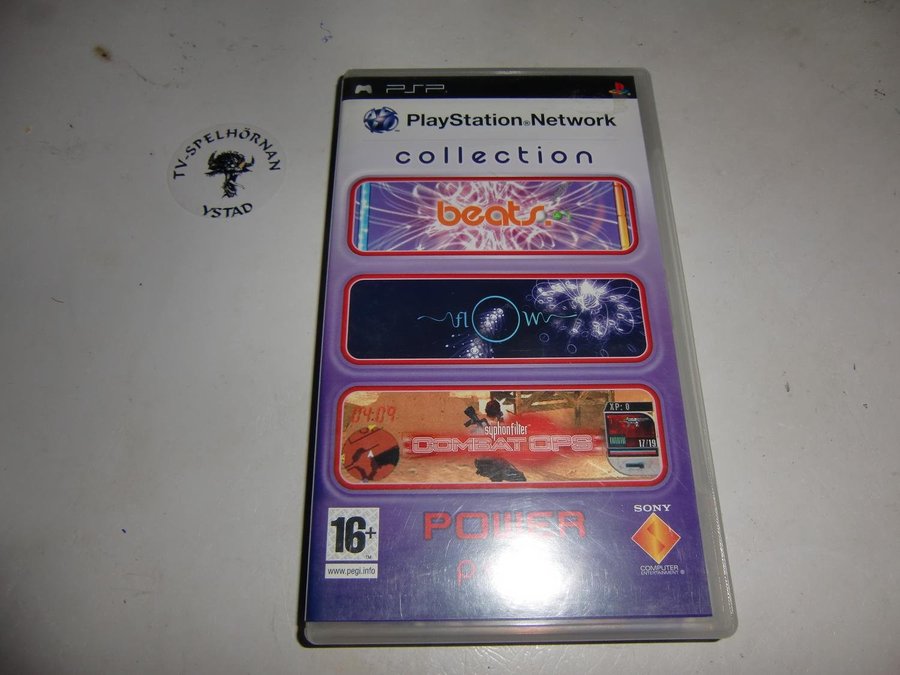 TV-SPELHÖRNAN
YSTAD
PSP
PlayStation®Network
collection
beats.
flOw
04:09
XP: 0
17/19
syphonfilter™
COMBAT OPS
POWER
16+
www.pegi.info
SONY
COMPUTER
ENTERTAINMENT®